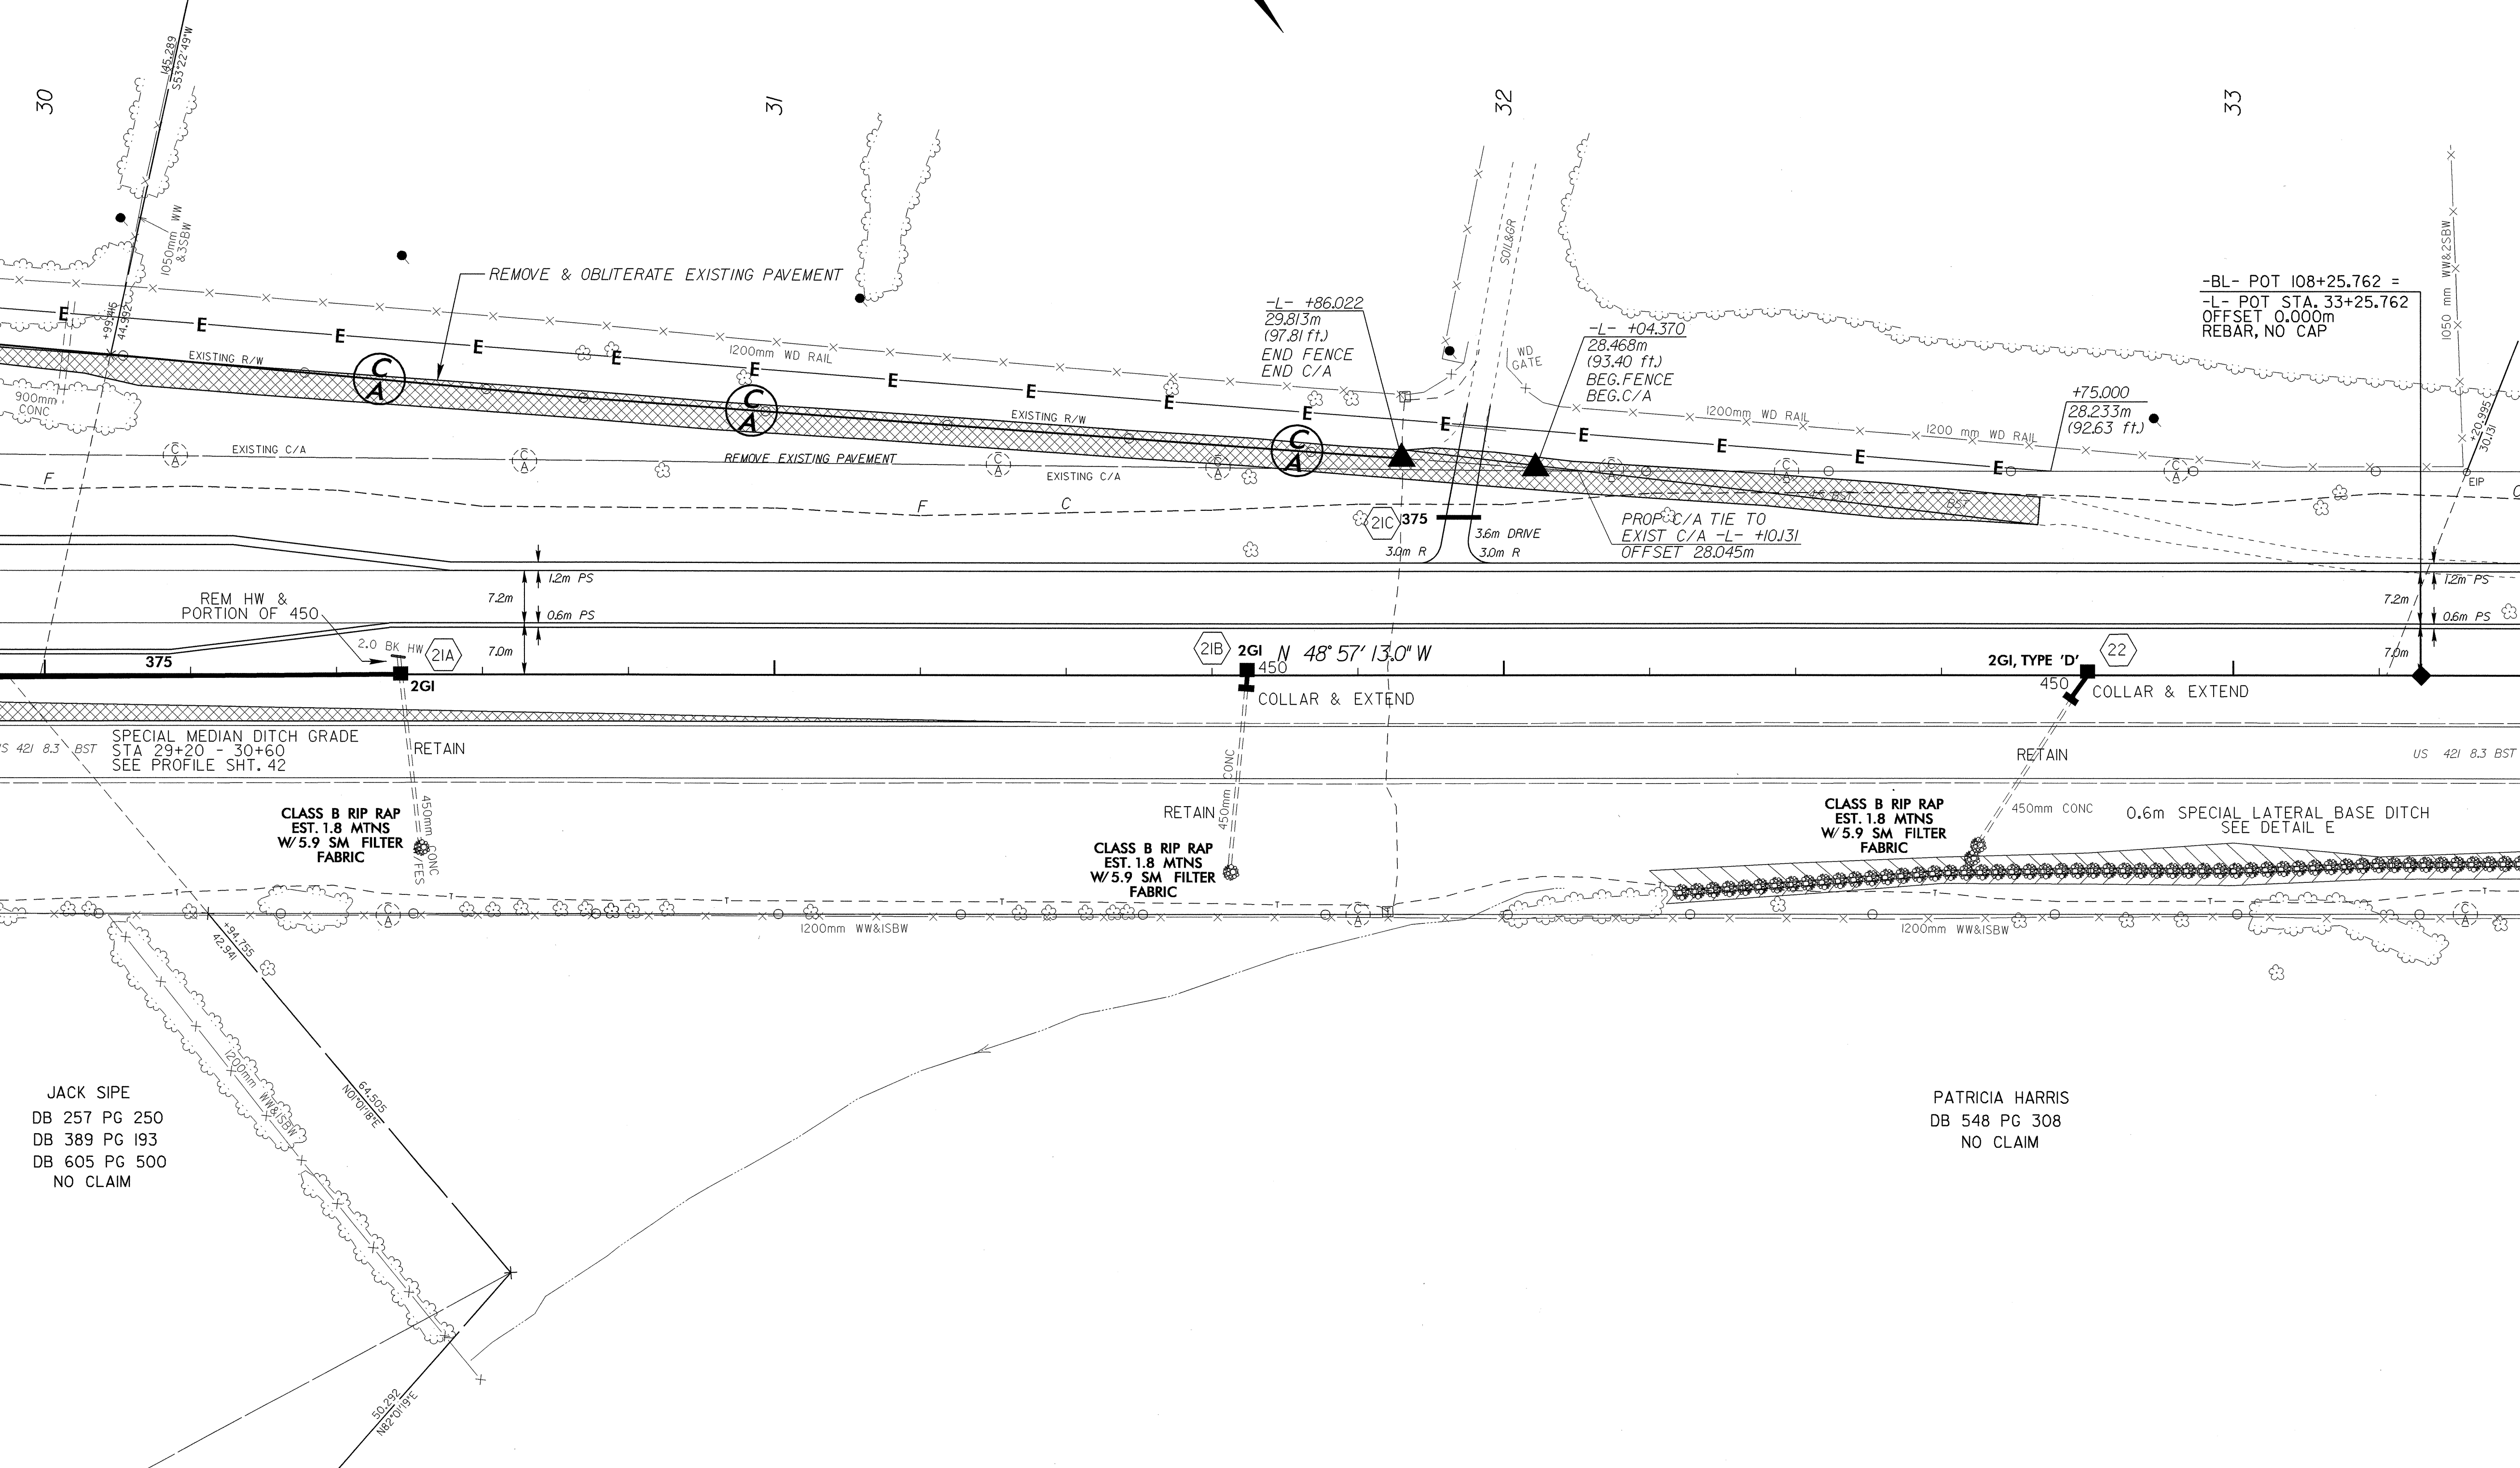 30
31
32
33
145.289
S53°22'49"W
1050mm WW
&3SBW
+99.416
44.992
REMOVE & OBLITERATE EXISTING PAVEMENT
EXISTING R/W
1200mm WD RAIL
E E E E E E E E E E E E E E E
-L- +86.022
29.813m
(97.81 ft.)
END FENCE
END C/A
SOIL&GR
WD
GATE
-L- +04.370
28.468m
(93.40 ft.)
BEG.FENCE
BEG.C/A
1200mm WD RAIL
1200 mm WD RAIL
+75.000
28.233m
(92.63 ft.)
-BL- POT 108+25.762 =
-L- POT STA. 33+25.762
OFFSET 0.000m
REBAR, NO CAP
1050 mm WW&2SBW
+20.995
30.131
EIP
900mm
CONC
C
A
C
A
C
A
EXISTING R/W
C
A
EXISTING C/A
C
A
REMOVE EXISTING PAVEMENT
C
A
EXISTING C/A
C
A
C
A
C
A
C
A
BST
F
F
C
C
21C
375
3.0m R
3.6m DRIVE
3.0m R
PROP C/A TIE TO
EXIST C/A -L- +10.131
OFFSET 28.045m
1.2m PS
7.2m
0.6m PS
7.0m
1.2m PS
7.2m
0.6m PS
7.0m
REM HW &
PORTION OF 450
2.0 BK HW
21A
375
2GI
21B
2GI
450
N 48° 57' 13.0" W
COLLAR & EXTEND
2GI, TYPE 'D'
22
450
COLLAR & EXTEND
US 421 8.3 BST
SPECIAL MEDIAN DITCH GRADE
STA 29+20 - 30+60
SEE PROFILE SHT. 42
RETAIN
RETAIN
US 421 8.3 BST
CLASS B RIP RAP
EST. 1.8 MTNS
W/ 5.9 SM FILTER
FABRIC
450mm CONC
W/FES
RETAIN
450mm CONC
CLASS B RIP RAP
EST. 1.8 MTNS
W/ 5.9 SM FILTER
FABRIC
CLASS B RIP RAP
EST. 1.8 MTNS
W/ 5.9 SM FILTER
FABRIC
450mm CONC
0.6m SPECIAL LATERAL BASE DITCH
SEE DETAIL E
T T T T T T T T
C
A
C
A
C
A
1200mm WW&1SBW
1200mm WW&1SBW
+94.755
42.941
1200mm WW&1SBW
64.505
N01°01'18"E
JACK SIPE
DB 257 PG 250
DB 389 PG 193
DB 605 PG 500
NO CLAIM
PATRICIA HARRIS
DB 548 PG 308
NO CLAIM
50.292
N82°01'19"E